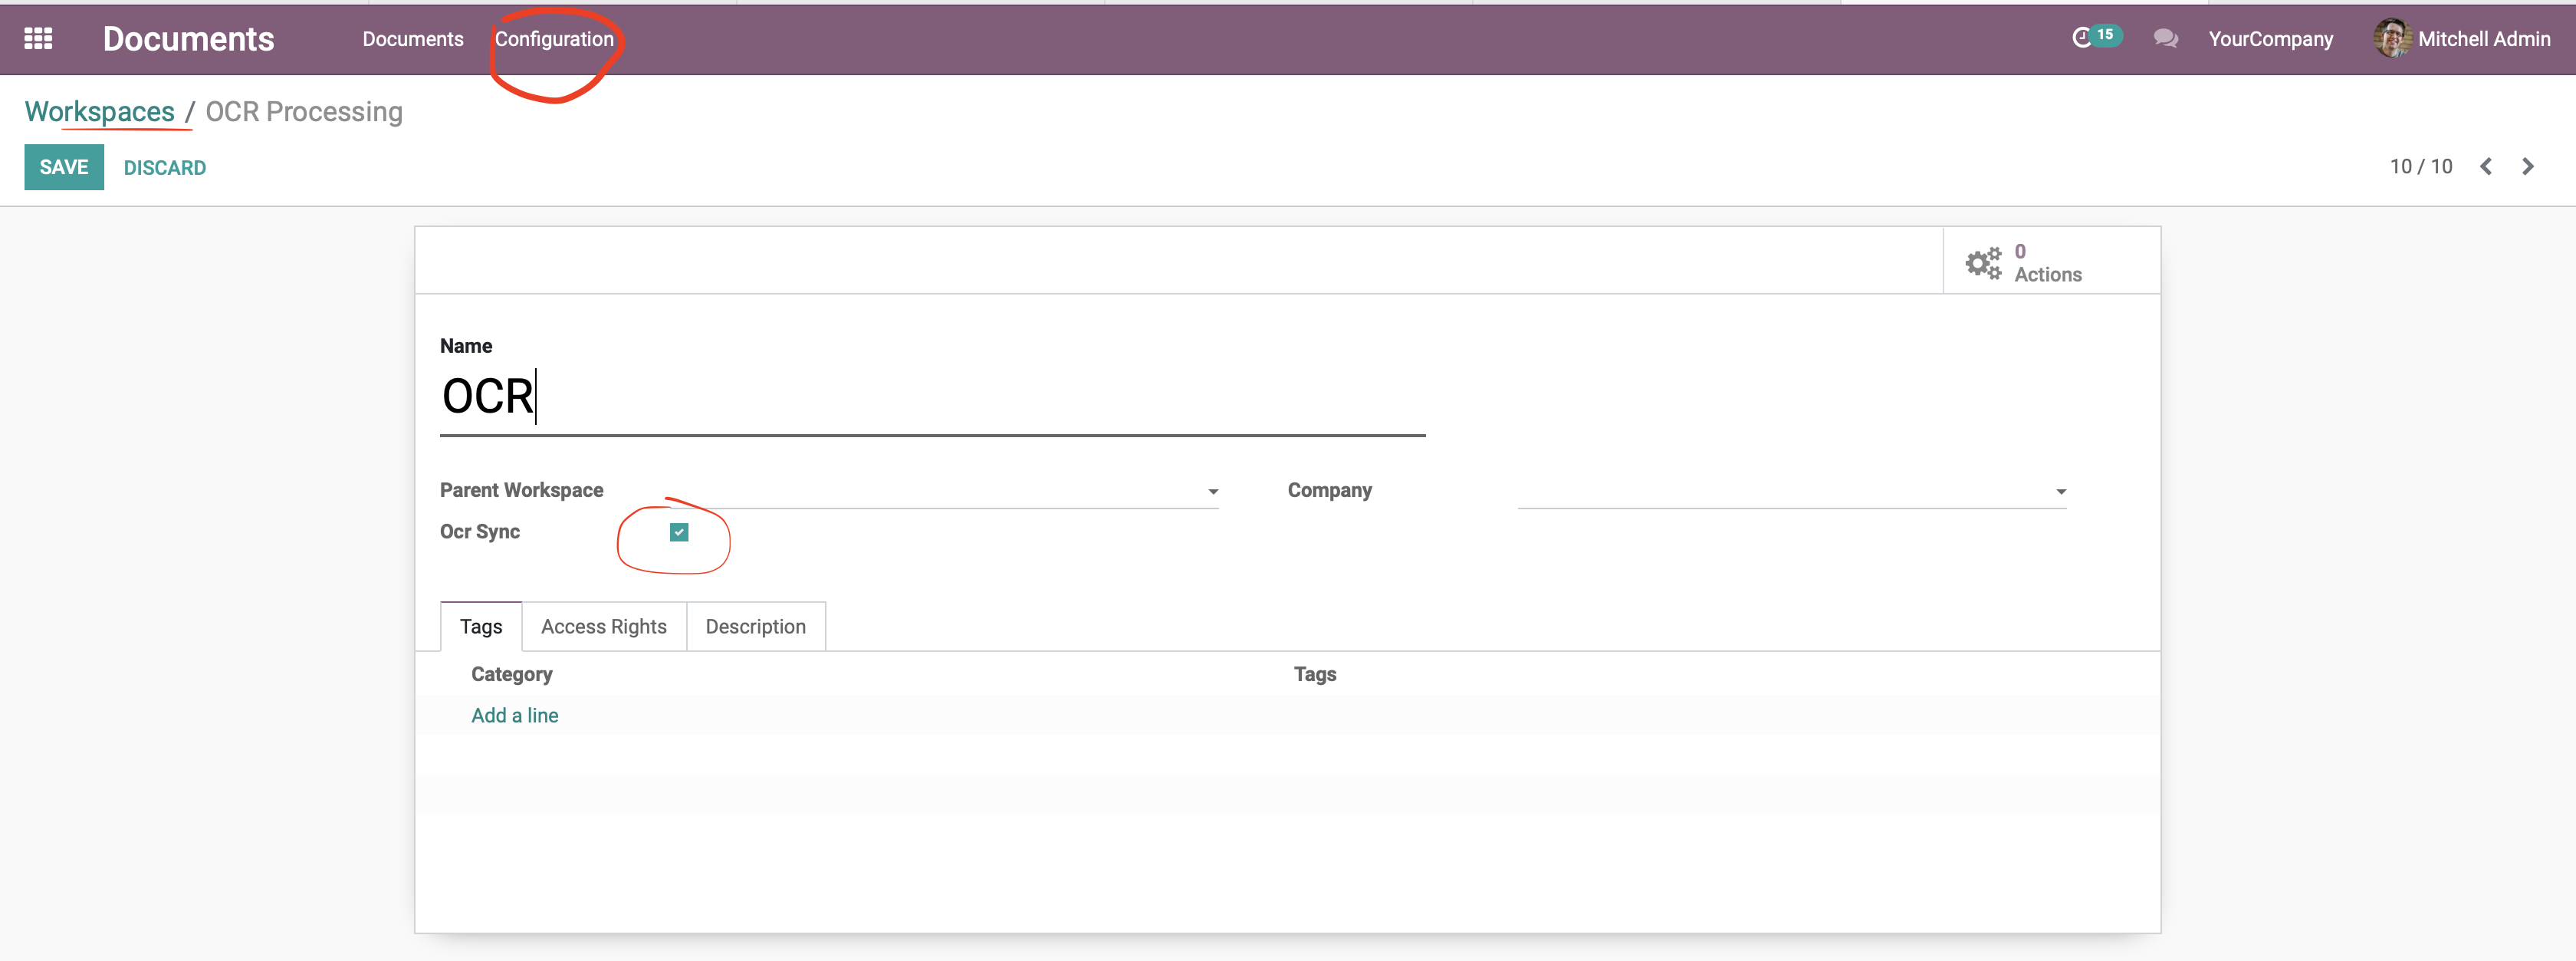 Documents Documents Configuration 15 YourCompany Mitchell Admin
Workspaces / OCR Processing
SAVE DISCARD 10 / 10
0
Actions
Name
OCR
Parent Workspace Company
Ocr Sync
Tags Access Rights Description
Category Tags
Add a line